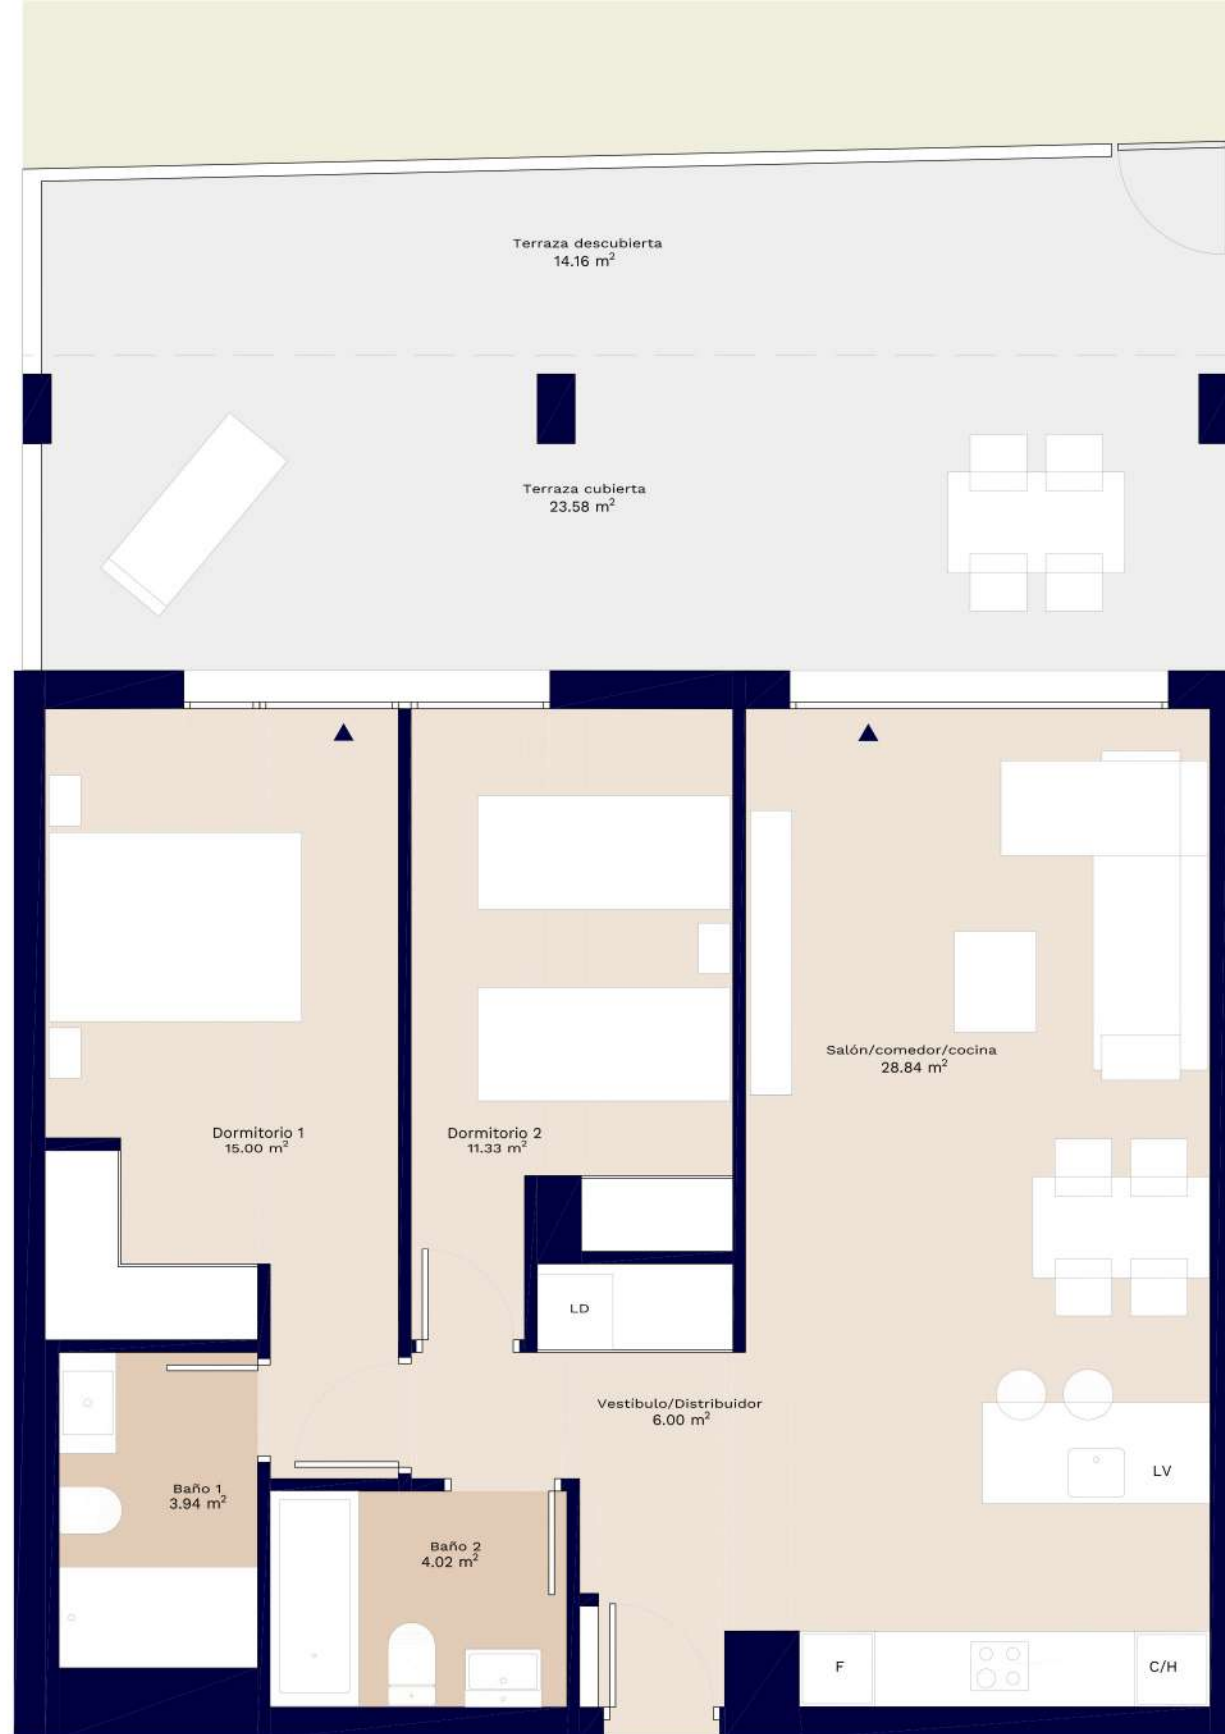 Terraza descubierta
14.16 m²
Terraza cubierta
23.58 m²
Salón/comedor/cocina
28.84 m²
Dormitorio 1
15.00 m²
Dormitorio 2
11.33 m²
LD
Vestíbulo/Distribuidor
6.00 m²
LV
Baño 1
3.94 m²
Baño 2
4.02 m²
F
C/H